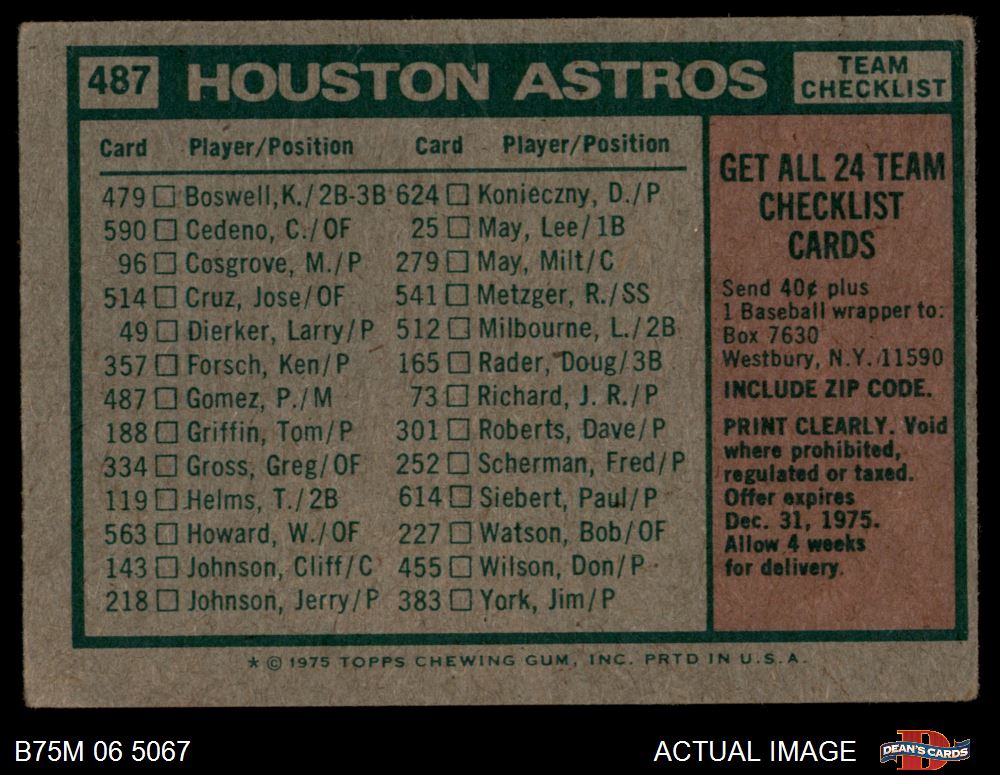 487 HOUSTON ASTROS TEAM CHECKLIST
Card Player/Position Card Player/Position
479 Boswell,K./2B-3B 624 Konieczny, D./P
590 Cedeno, C./OF 25 May, Lee/1B
96 Cosgrove, M./P 279 May, Milt/C
514 Cruz, Jose/OF 541 Metzger, R./SS
49 Dierker, Larry/P 512 Milbourne, L./2B
357 Forsch, Ken/P 165 Rader, Doug/3B
487 Gomez, P./M 73 Richard, J. R./P
188 Griffin, Tom/P 301 Roberts, Dave/P
334 Gross, Greg/OF 252 Scherman, Fred/P
119 Helms, T./2B 614 Siebert, Paul/P
563 Howard, W./OF 227 Watson, Bob/OF
143 Johnson, Cliff/C 455 Wilson, Don/P
218 Johnson, Jerry/P 383 York, Jim/P
GET ALL 24 TEAM
CHECKLIST
CARDS
Send 40¢ plus
1 Baseball wrapper to:
Box 7630
Westbury, N.Y. 11590
INCLUDE ZIP CODE.
PRINT CLEARLY. Void
where prohibited,
regulated or taxed.
Offer expires
Dec. 31, 1975.
Allow 4 weeks
for delivery.
* © 1975 TOPPS CHEWING GUM, INC. PRTD IN U.S.A.
B75M 06 5067 ACTUAL IMAGE DEAN'S CARDS